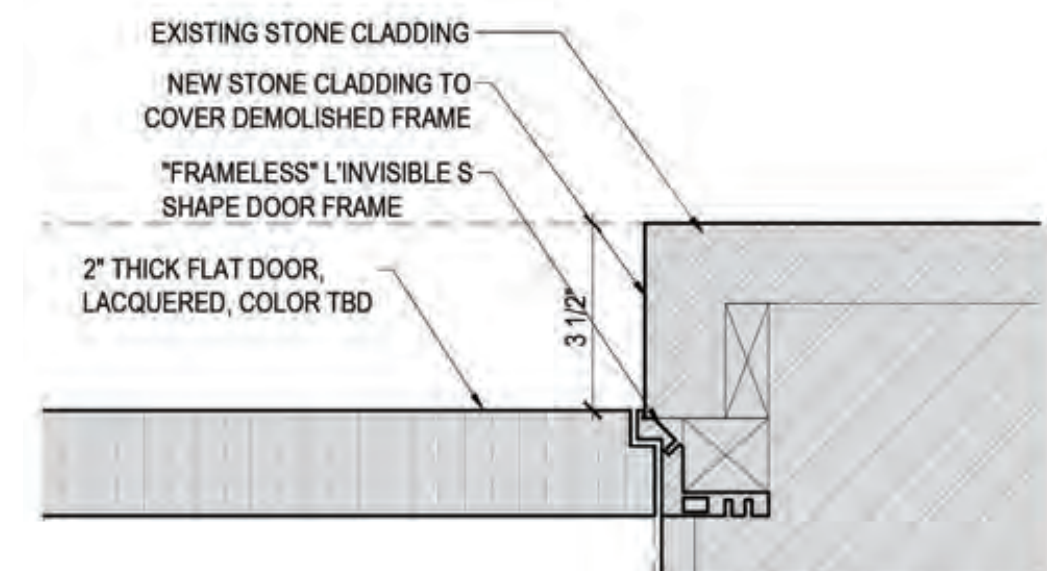 EXISTING STONE CLADDING
NEW STONE CLADDING TO
COVER DEMOLISHED FRAME
"FRAMELESS" L'INVISIBLE S
SHAPE DOOR FRAME
2" THICK FLAT DOOR,
LACQUERED, COLOR TBD
3 1/2"